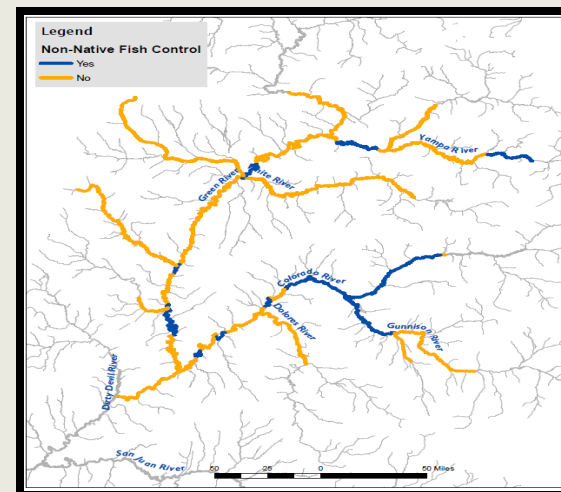 Legend
Non-Native Fish Control
Yes
No
Yampa River
Green River
White River
Colorado River
Dolores River
Gunnison River
Dirty Devil River
San Juan River
50 25 0 50 Miles